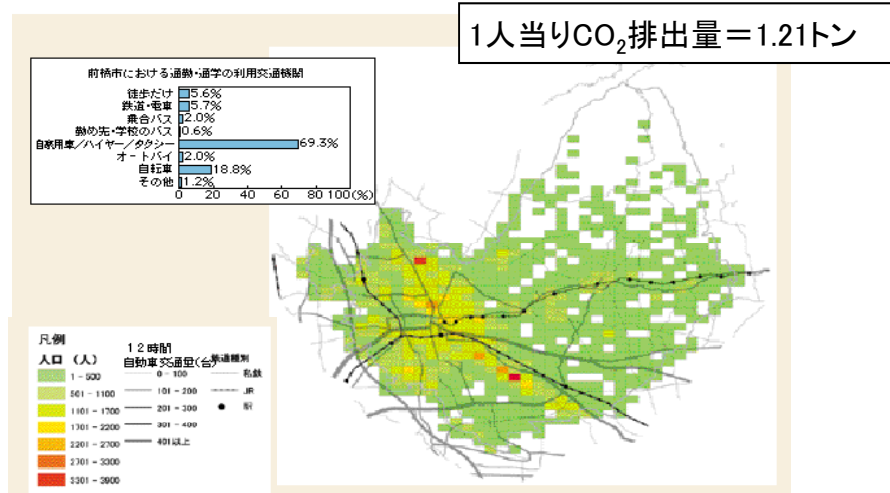 1人当りCO₂排出量＝1.21トン
前橋市における通勤・通学の利用交通機関
徒歩だけ 5.6%
鉄道・電車 5.7%
乗合バス 2.0%
勤め先・学校のバス 0.6%
自家用車／ハイヤー／タクシー 69.3%
オートバイ 2.0%
自転車 18.8%
その他 1.2%
0 20 40 60 80 100(%)
凡例
人口 (人)
1 - 500
501 - 1100
1101 - 1700
1701 - 2200
2201 - 2700
2701 - 3300
3301 - 3900
12時間
自動車交通量(台)
0 - 100
101 - 200
201 - 300
301 - 400
401以上
鉄道種別
私鉄
JR
駅